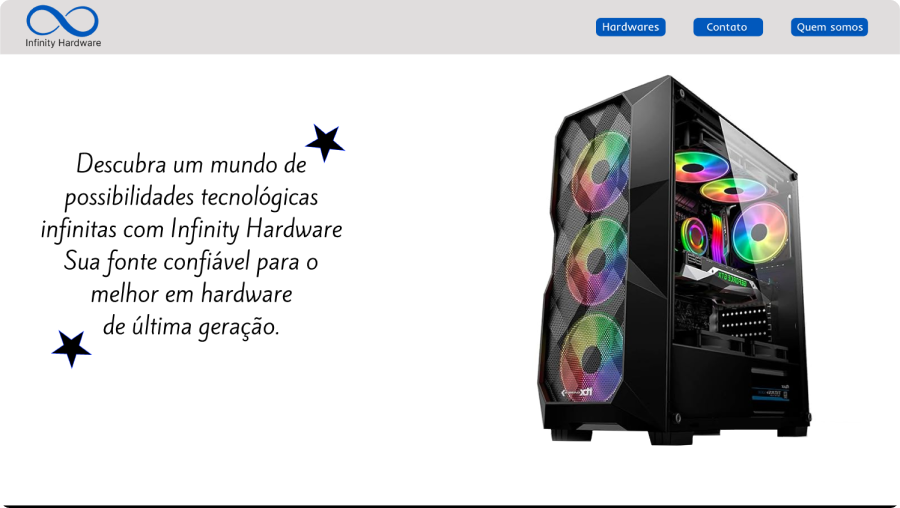 Infinity Hardware
Hardwares
Contato
Quem somos
Descubra um mundo de
possibilidades tecnológicas
infinitas com Infinity Hardware
Sua fonte confiável para o
melhor em hardware
de última geração.